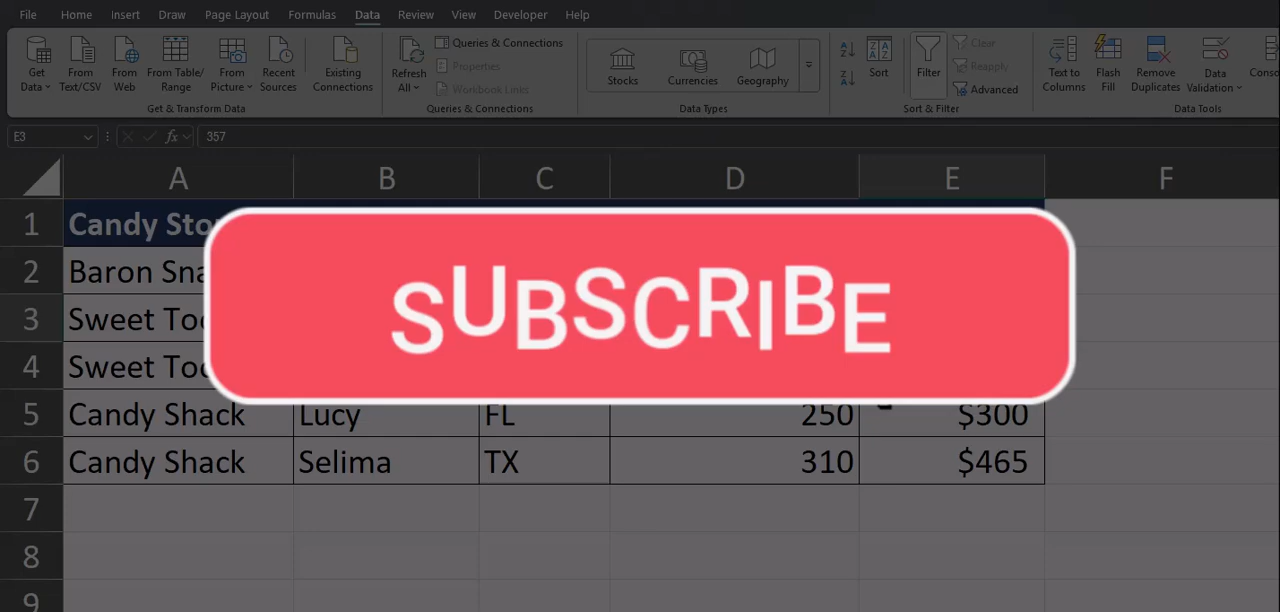 File Home Insert Draw Page Layout Formulas Data Review View Developer Help
Get Data From Text/CSV From Web From Table/ Range From Picture Recent Sources Existing Connections
Get & Transform Data
Refresh All Queries & Connections Properties Workbook Links
Queries & Connections
Stocks Currencies Geography
Data Types
Sort Filter Clear Reapply Advanced
Sort & Filter
Text to Columns Flash Fill Remove Duplicates Data Validation
Data Tools
E3 fx 357
A B C D E F
1 Candy
2 Baron
3 Sweet
4 Sweet
SUBSCRIBE
5 Candy Shack Lucy FL 250 $300
6 Candy Shack Selima TX 310 $465
7
8
9